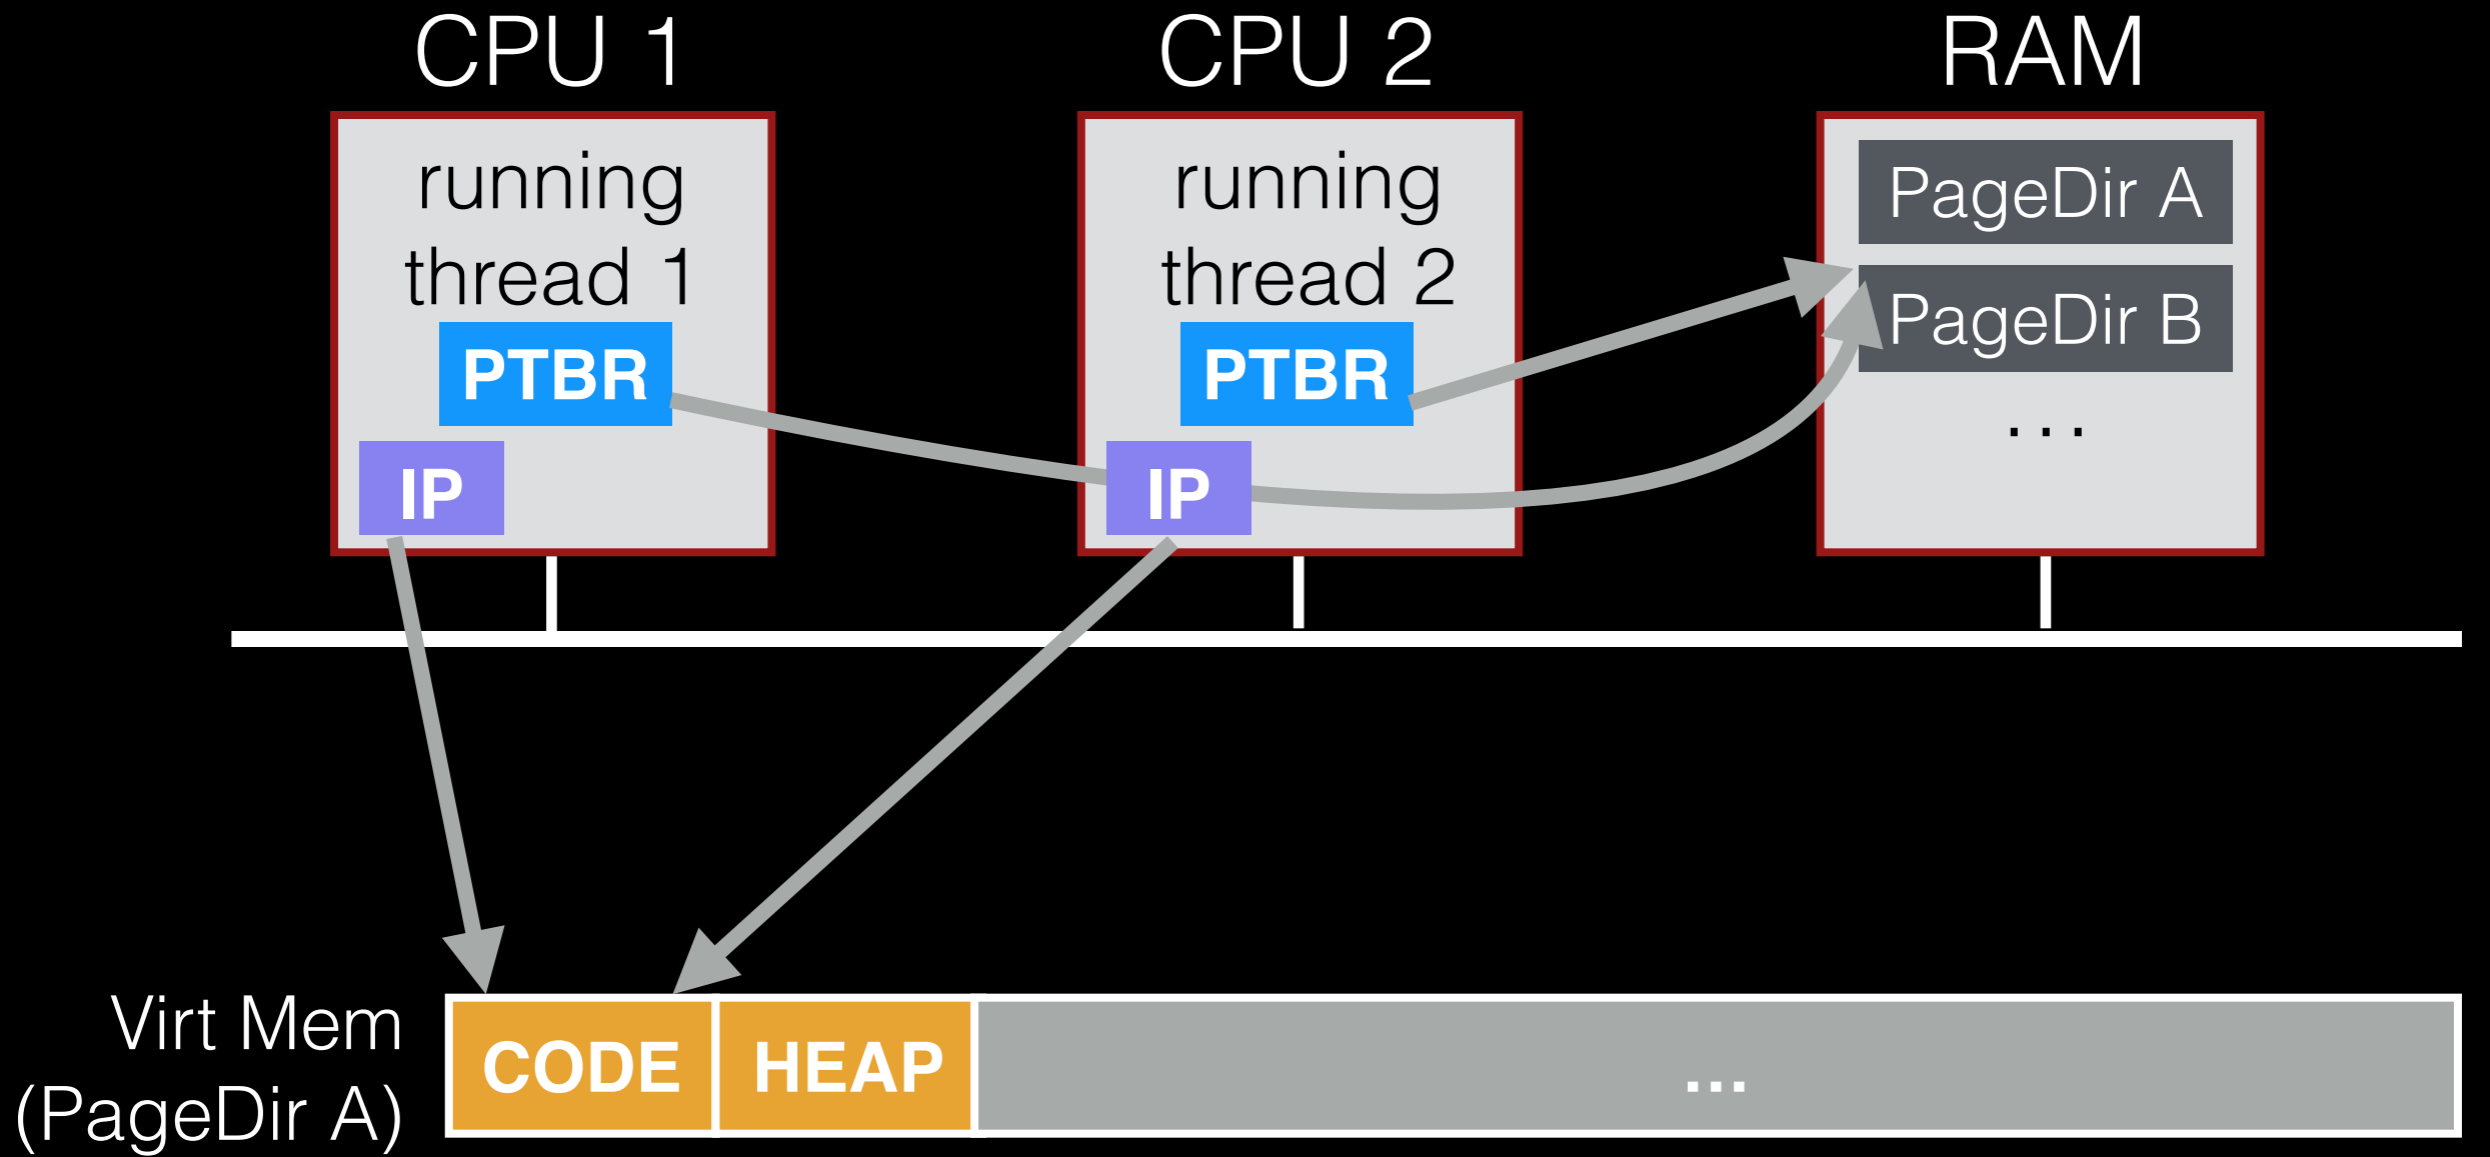 CPU 1
CPU 2
RAM
running
thread 1
PTBR
IP
running
thread 2
PTBR
IP
PageDir A
PageDir B
...
Virt Mem
(PageDir A)
CODE
HEAP
...